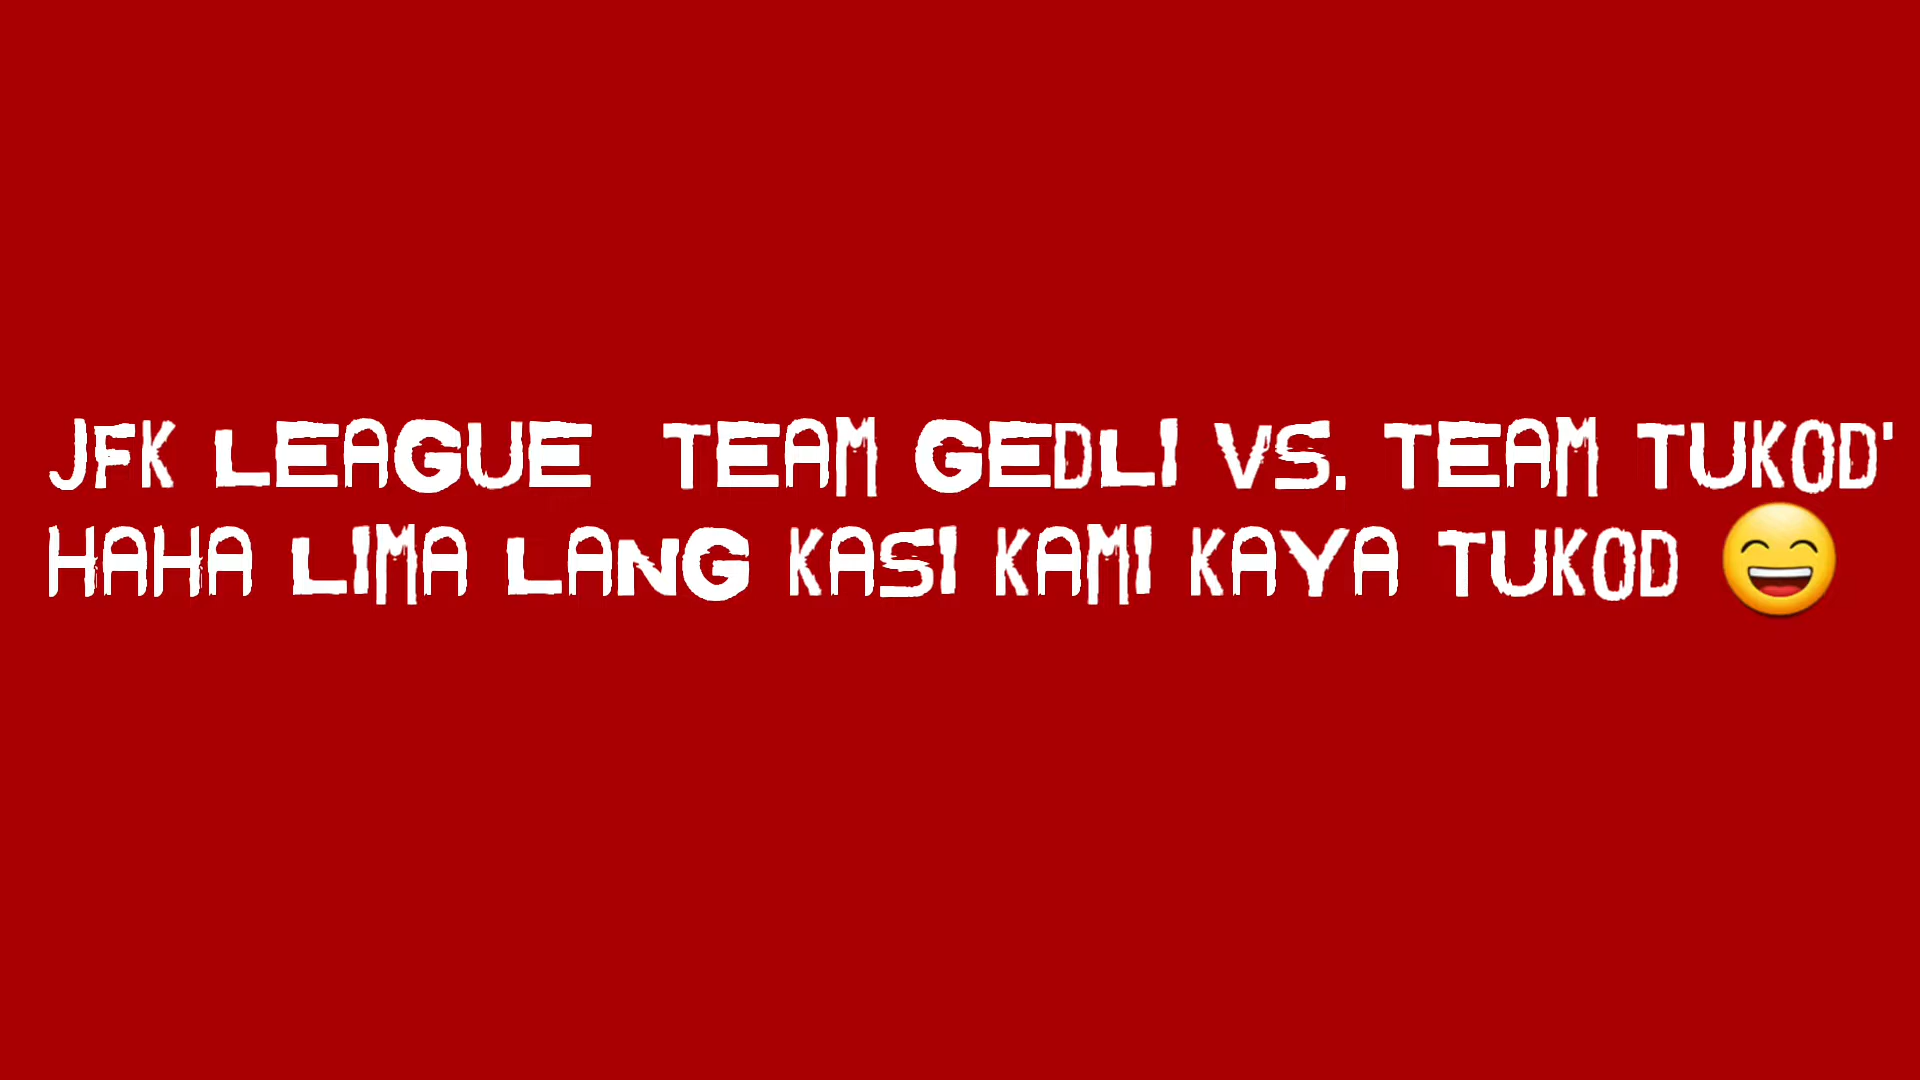 JFK LEAGUE  TEAM GEDLI VS. TEAM TUKOD'
HAHA LIMA LANG KASI KAMI KAYA TUKOD 😄